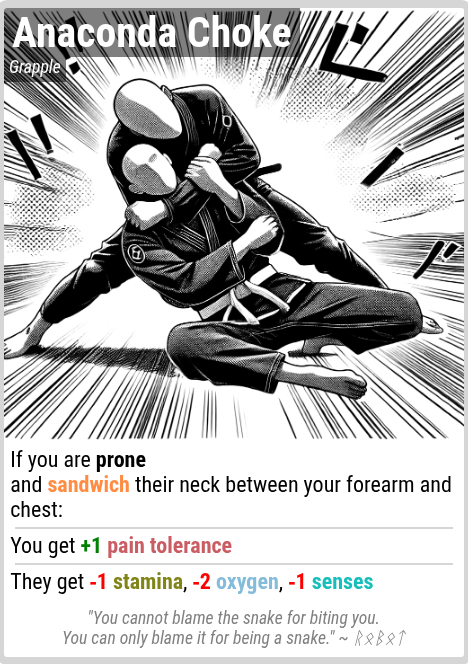 Anaconda Choke
Grapple
If you are prone
and sandwich their neck between your forearm and
chest:
You get +1 pain tolerance
They get -1 stamina, -2 oxygen, -1 senses
"You cannot blame the snake for biting you.
You can only blame it for being a snake." ~ ᚱᛟᛒᛟᛏ